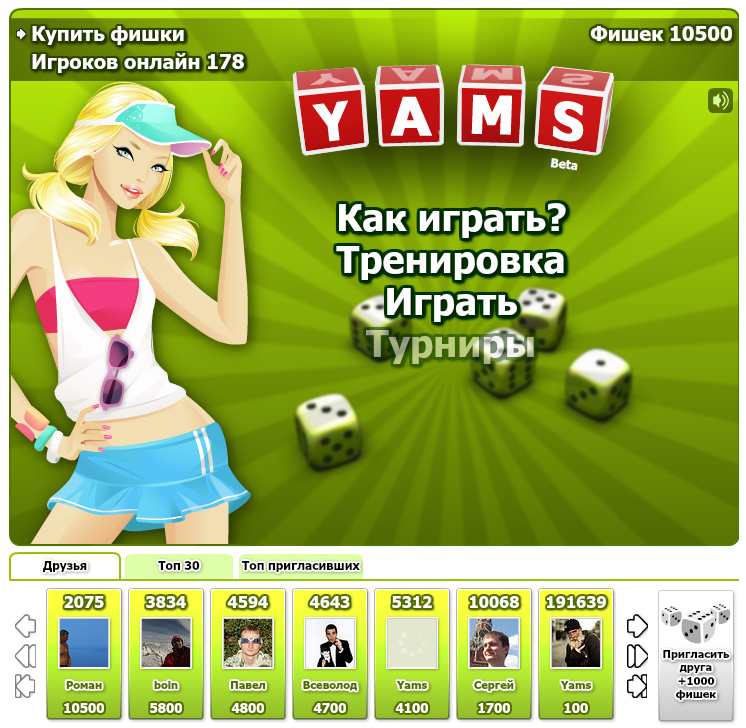 Купить фишки
Фишек 10500
Игроков онлайн 178
YAMS
Beta
Как играть?
Тренировка
Играть
Турниры
Друзья
Топ 30
Топ пригласивших
2075
3834
4594
4643
5312
10068
191639
Роман
boln
Павел
Всеволод
Yams
Сергей
Yams
10500
5800
4800
4700
4100
1700
100
Пригласить
друга
+1000
фишек